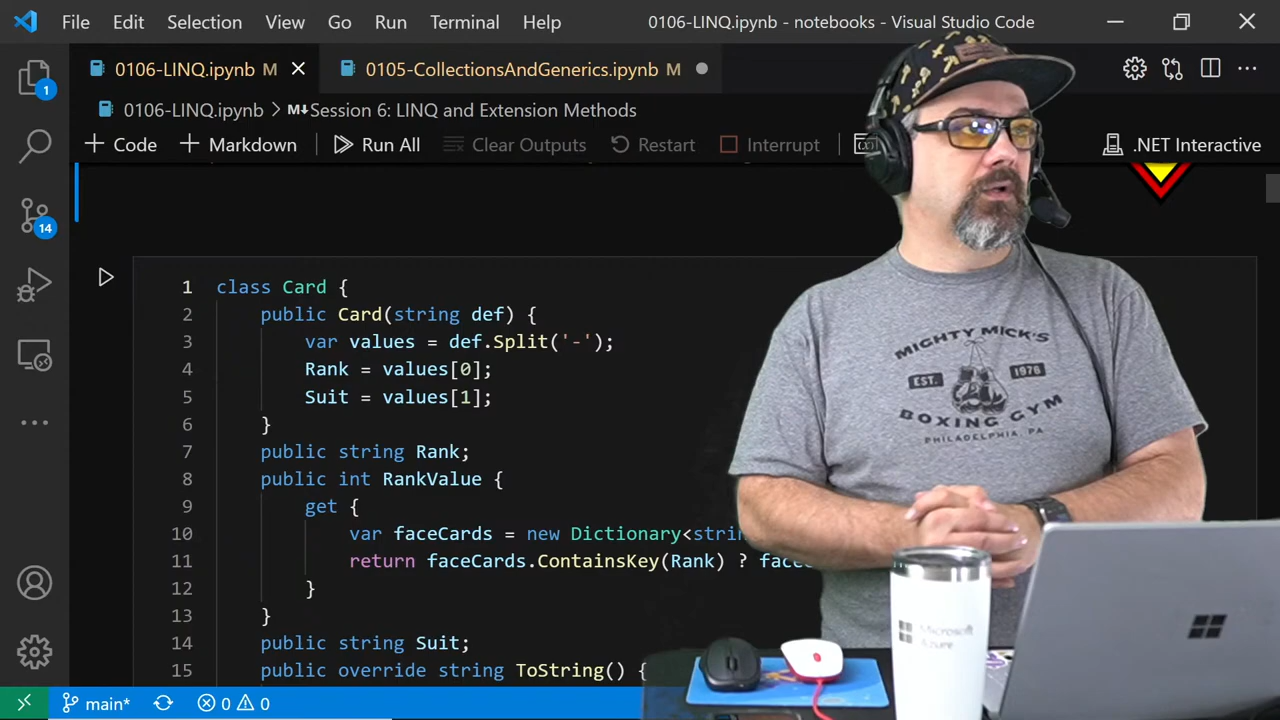 File Edit Selection View Go Run Terminal Help 0106-LINQ.ipynb - notebooks - Visual Studio Code
0106-LINQ.ipynb M 0105-CollectionsAndGenerics.ipynb M
0106-LINQ.ipynb > M↓Session 6: LINQ and Extension Methods
+ Code + Markdown Run All Clear Outputs Restart Interrupt .NET Interactive
1
14
1 class Card {
2 public Card(string def) {
3 var values = def.Split('-');
4 Rank = values[0];
5 Suit = values[1];
6 }
7 public string Rank;
8 public int RankValue {
9 get {
10 var faceCards = new Dictionary<strin
11 return faceCards.ContainsKey(Rank) ?
12 }
13 }
14 public string Suit;
15 public override string ToString() {
MIGHTY MICK'S
EST. 1976
BOXING GYM
PHILADELPHIA, PA
Microsoft
Azure
main* 0 0